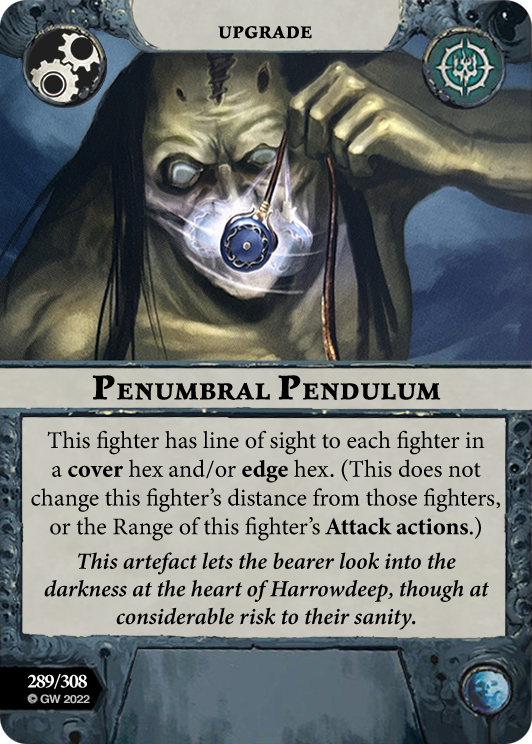 UPGRADE
Penumbral Pendulum
This fighter has line of sight to each fighter in
a cover hex and/or edge hex. (This does not
change this fighter's distance from those fighters,
or the Range of this fighter's Attack actions.)
This artefact lets the bearer look into the
darkness at the heart of Harrowdeep, though at
considerable risk to their sanity.
289/308
© GW 2022